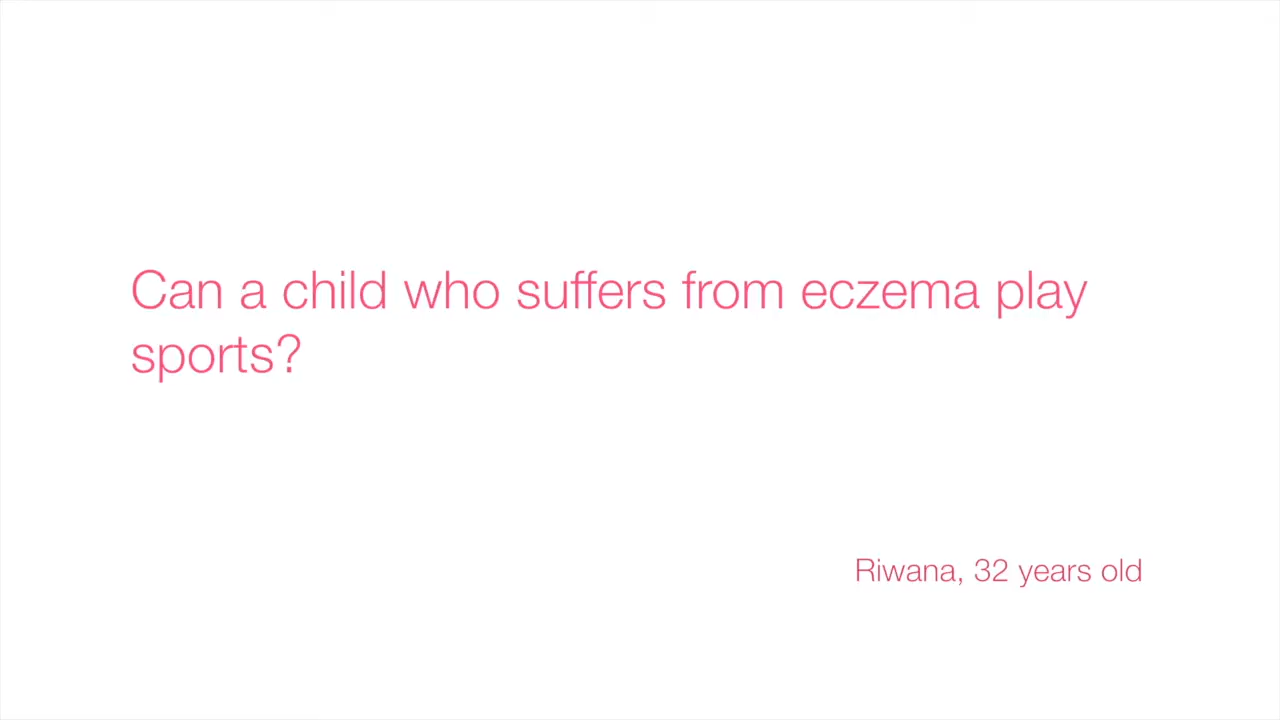 Can a child who suffers from eczema play
sports?
Riwana, 32 years old